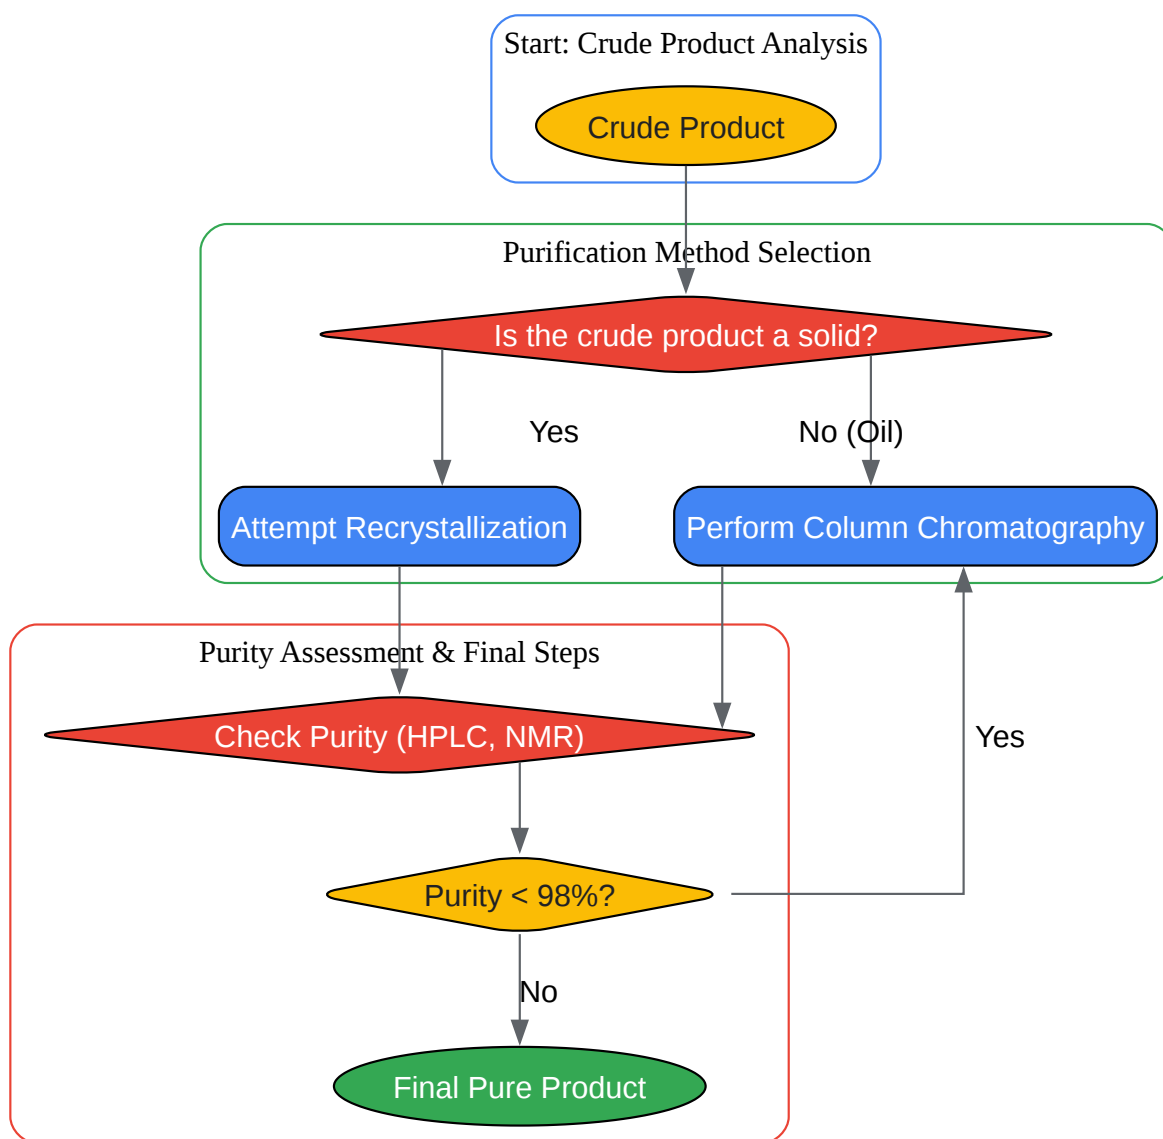 Start: Crude Product Analysis
Crude Product
Purification Method Selection
Is the crude product a solid?
Yes
No (Oil)
Attempt Recrystallization
Perform Column Chromatography
Purity Assessment & Final Steps
Check Purity (HPLC, NMR)
Yes
Purity < 98%?
No
Final Pure Product